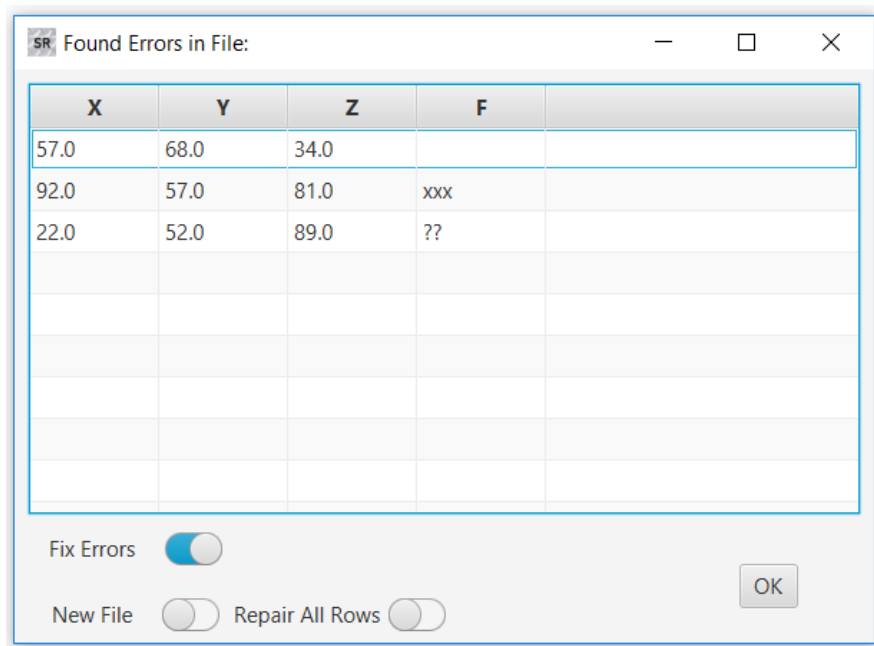 SR Found Errors in File:
X Y Z F
57.0 68.0 34.0
92.0 57.0 81.0 xxx
22.0 52.0 89.0 ??
Fix Errors
OK
New File Repair All Rows